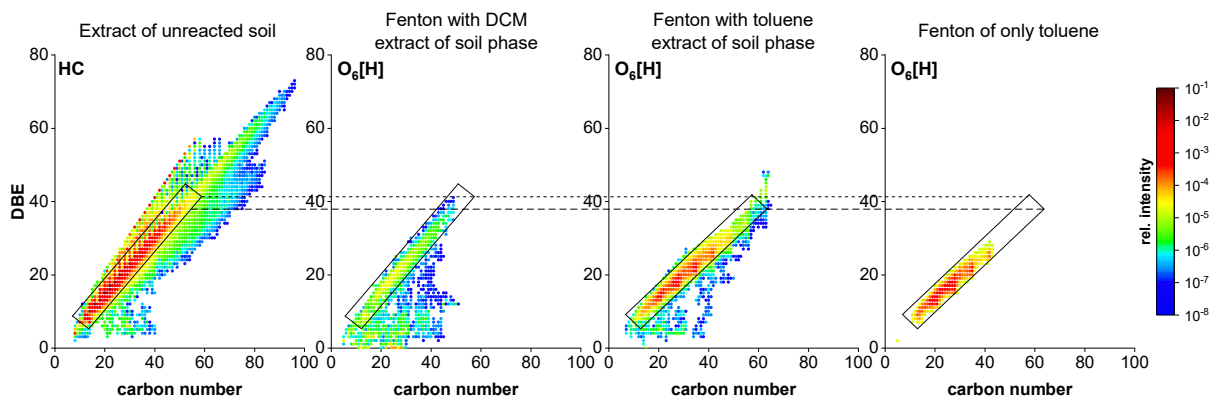 Extract of unreacted soil
Fenton with DCM
extract of soil phase
Fenton with toluene
extract of soil phase
Fenton of only toluene
HC
O₆[H]
O₆[H]
O₆[H]
80
60
40
20
0
DBE
0 20 40 60 80 100
carbon number
80
60
40
20
0
0 20 40 60 80 100
carbon number
80
60
40
20
0
0 20 40 60 80 100
carbon number
80
60
40
20
0
0 20 40 60 80 100
carbon number
rel. intensity
10⁻¹
10⁻²
10⁻³
10⁻⁴
10⁻⁵
10⁻⁶
10⁻⁷
10⁻⁸